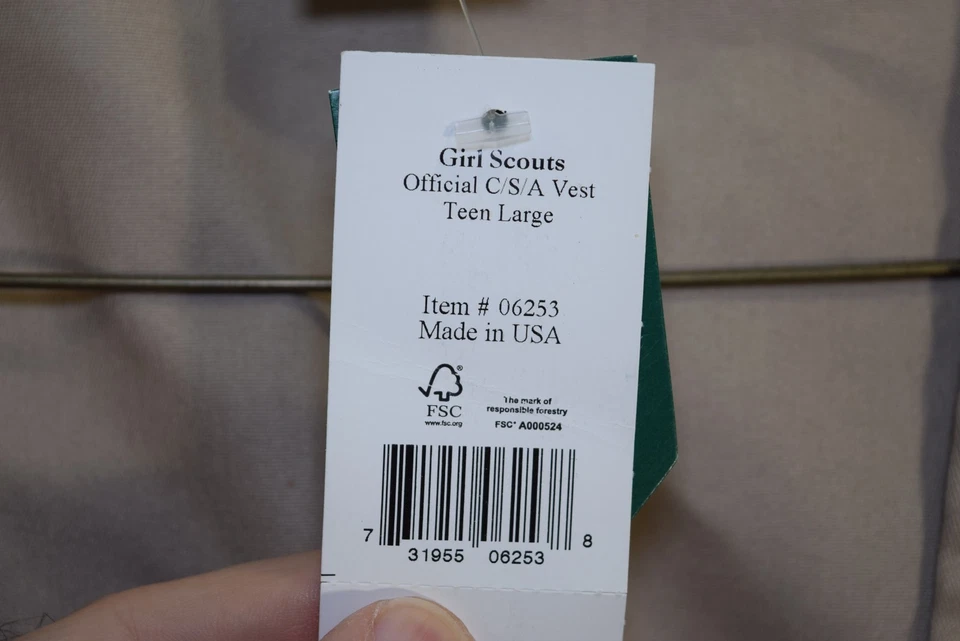 Girl Scouts
Official C/S/A Vest
Teen Large
Item # 06253
Made in USA
®
FSC
www.fsc.org
The mark of
responsible forestry
FSC® A000524
7 31955 06253 8